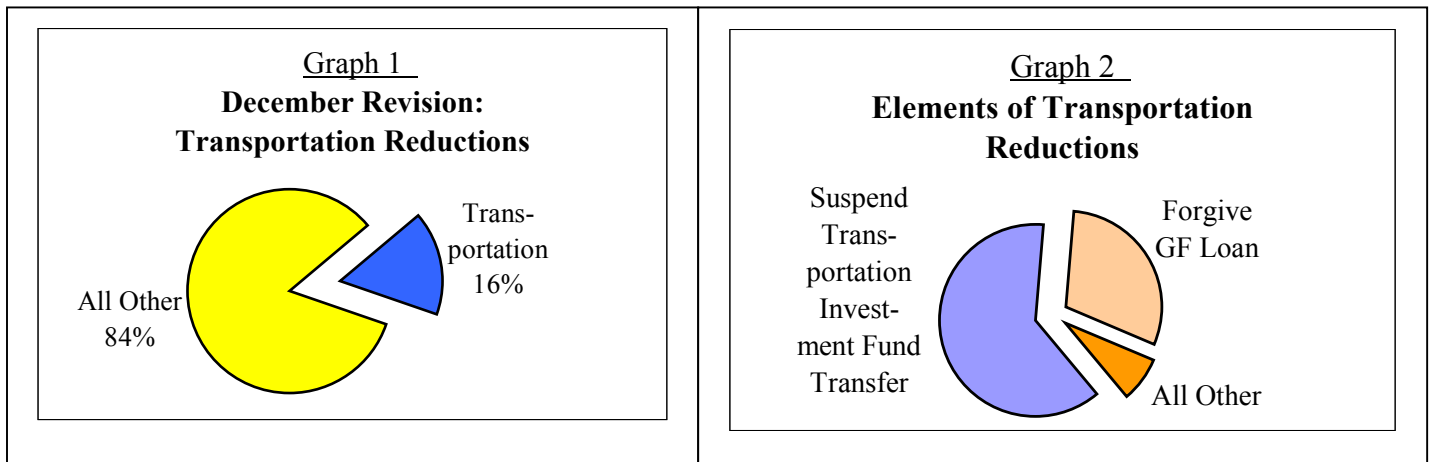 Graph 1
December Revision:
Transportation Reductions
Trans-
portation
16%
All Other
84%
Graph 2
Elements of Transportation
Reductions
Suspend
Trans-
portation
Invest-
ment Fund
Transfer
Forgive
GF Loan
All Other